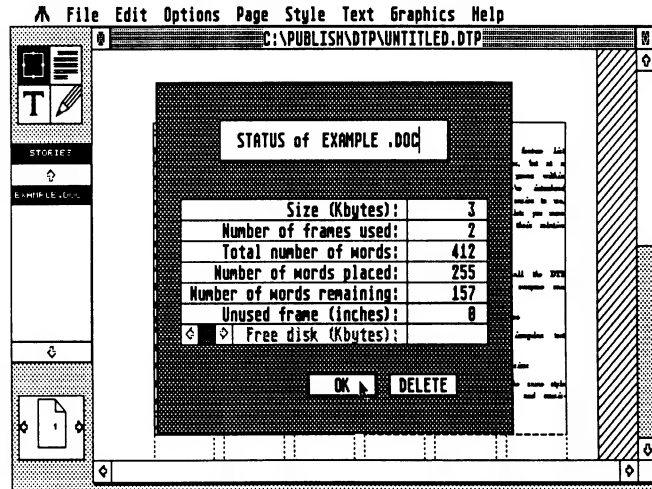 File Edit Options Page Style Text Graphics Help
C:\PUBLISH\DTP\UNTITLED.DTP
T
STORIES
EXAMPLE.DOC
STATUS of EXAMPLE .DOC
Size (Kbytes): 3
Number of frames used: 2
Total number of words: 412
Number of words placed: 255
Number of words remaining: 157
Unused frame (inches): 0
Free disk (Kbytes):
OK DELETE
1